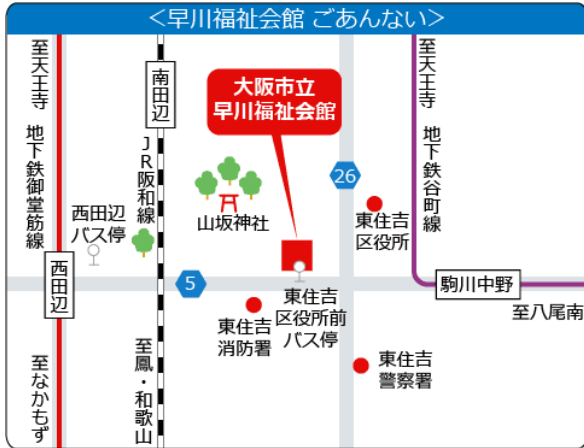 ＜早川福祉会館 ごあんない＞
至天王寺
地下鉄御堂筋線
西田辺
至なかもず
西田辺
バス停
南田辺
JR阪和線
至鳳・和歌山
山坂神社
大阪市立
早川福祉会館
26
東住吉
区役所
至天王寺
地下鉄谷町線
5
東住吉
消防署
東住吉
区役所前
バス停
駒川中野
至八尾南
東住吉
警察署